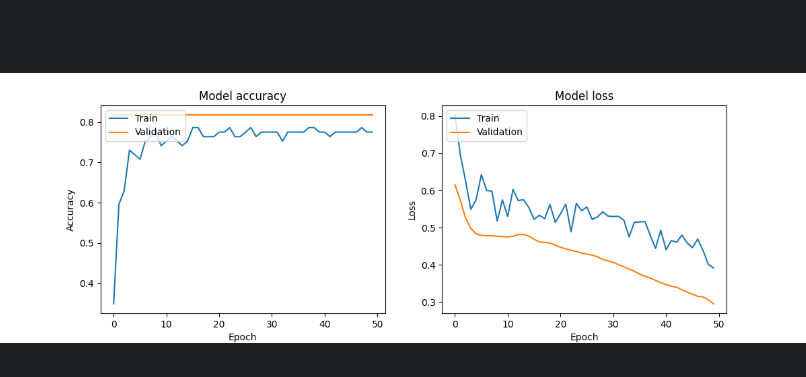 Model accuracy
Train
Validation
Accuracy
0.8
0.7
0.6
0.5
0.4
0 10 20 30 40 50
Epoch
Model loss
Train
Validation
Loss
0.8
0.7
0.6
0.5
0.4
0.3
0 10 20 30 40 50
Epoch